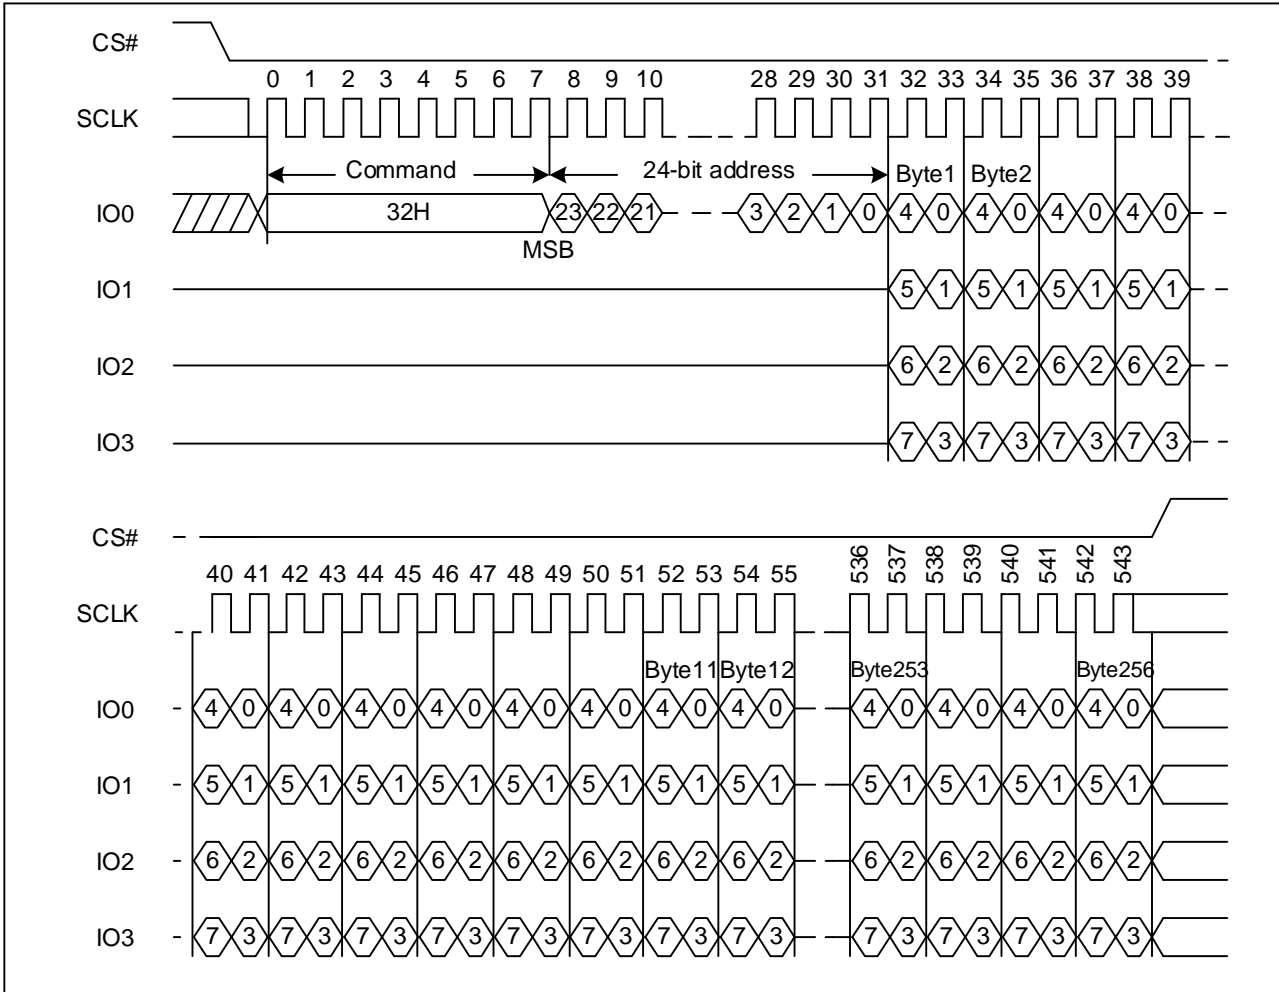 CS#
0 1 2 3 4 5 6 7 8 9 10 28 29 30 31 32 33 34 35 36 37 38 39
SCLK
Command 24-bit address Byte1 Byte2
IO0 32H 23 22 21 3 2 1 0 4 0 4 0 4 0 4 0
MSB
IO1 5 1 5 1 5 1 5 1
IO2 6 2 6 2 6 2 6 2
IO3 7 3 7 3 7 3 7 3
CS#
40 41 42 43 44 45 46 47 48 49 50 51 52 53 54 55 536 537 538 539 540 541 542 543
SCLK
Byte11 Byte12 Byte253 Byte256
IO0 4 0 4 0 4 0 4 0 4 0 4 0 4 0 4 0 4 0 4 0 4 0 4 0
IO1 5 1 5 1 5 1 5 1 5 1 5 1 5 1 5 1 5 1 5 1 5 1 5 1
IO2 6 2 6 2 6 2 6 2 6 2 6 2 6 2 6 2 6 2 6 2 6 2 6 2
IO3 7 3 7 3 7 3 7 3 7 3 7 3 7 3 7 3 7 3 7 3 7 3 7 3